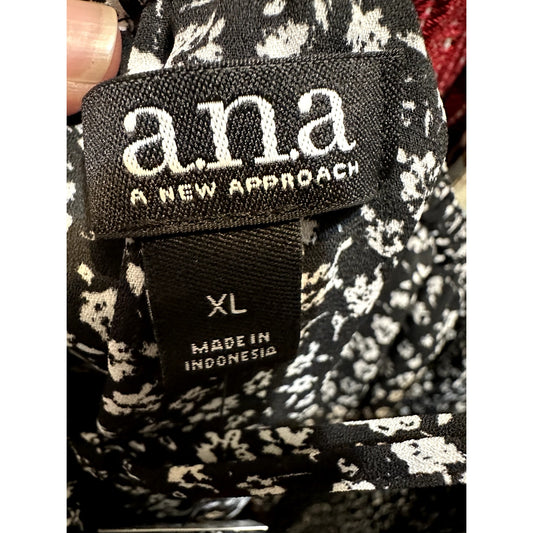 a.n.a
A NEW APPROACH
XL
MADE IN
INDONESIA